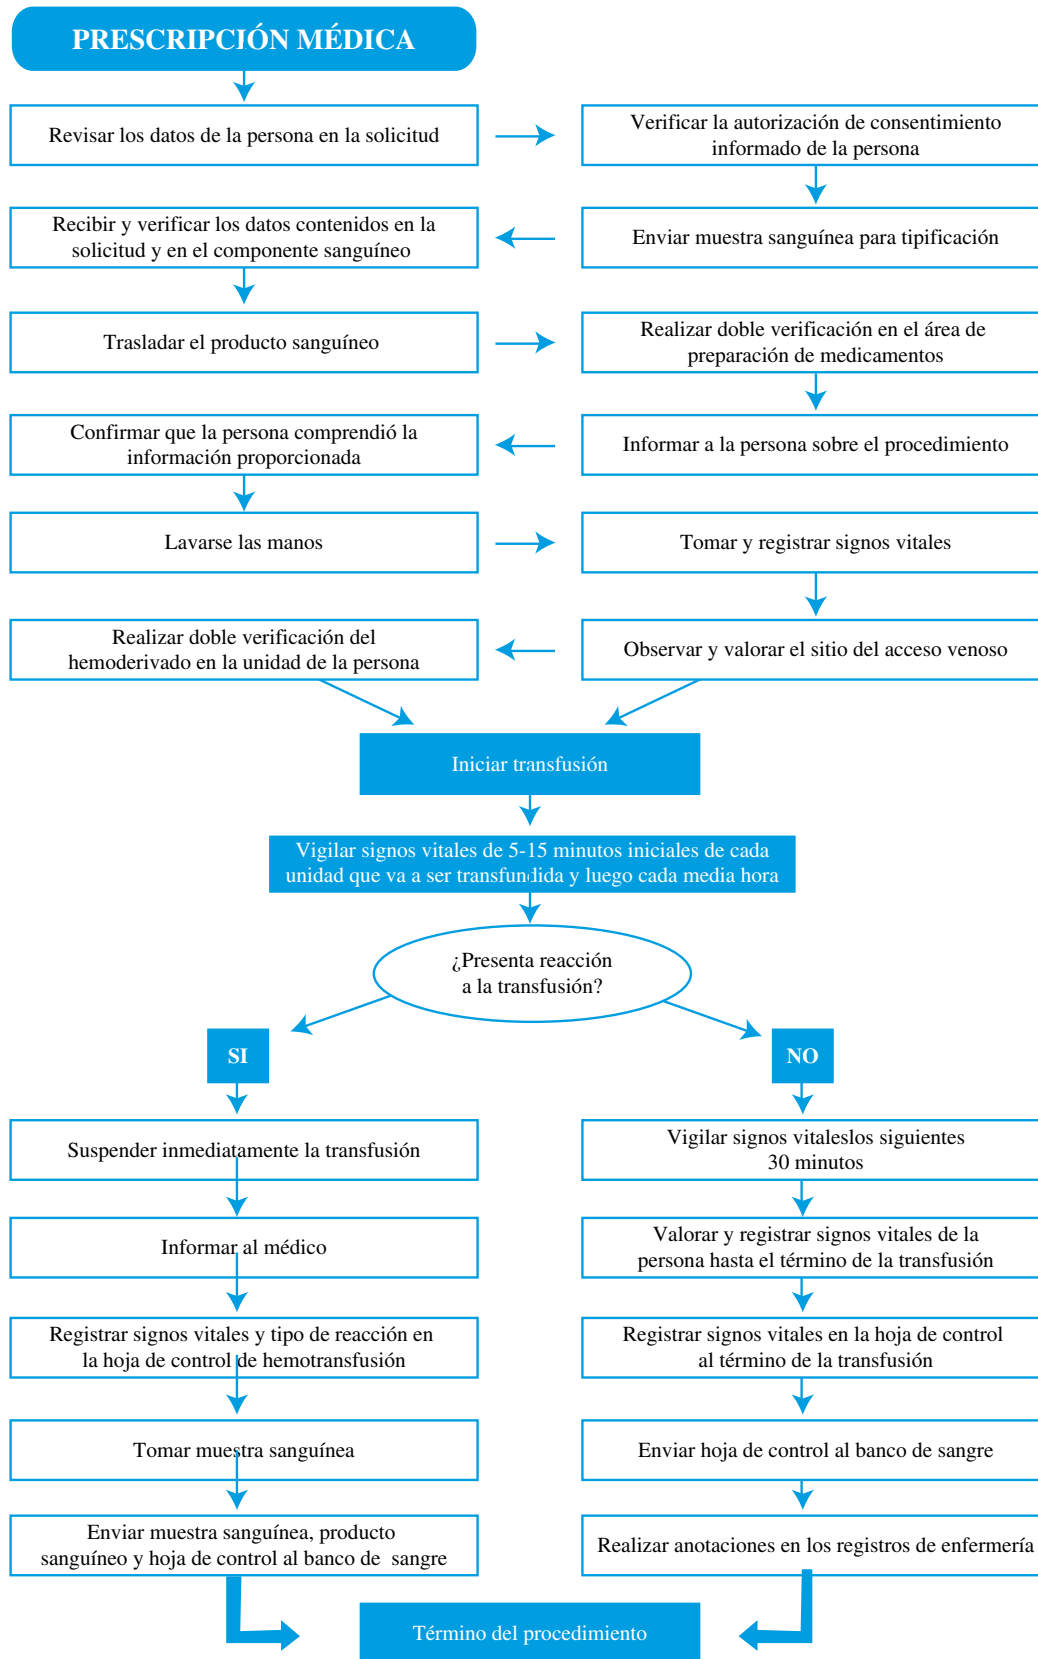 PRESCRIPCIÓN MÉDICA
Revisar los datos de la persona en la solicitud
Verificar la autorización de consentimiento
informado de la persona
Enviar muestra sanguínea para tipificación
Recibir y verificar los datos contenidos en la
solicitud y en el componente sanguíneo
Trasladar el producto sanguíneo
Realizar doble verificación en el área de
preparación de medicamentos
Informar a la persona sobre el procedimiento
Confirmar que la persona comprendió la
información proporcionada
Lavarse las manos
Tomar y registrar signos vitales
Observar y valorar el sitio del acceso venoso
Realizar doble verificación del
hemoderivado en la unidad de la persona
Iniciar transfusión
Vigilar signos vitales de 5-15 minutos iniciales de cada
unidad que va a ser transfundida y luego cada media hora
¿Presenta reacción
a la transfusión?
SI
Suspender inmediatamente la transfusión
Informar al médico
Registrar signos vitales y tipo de reacción en
la hoja de control de hemotransfusión
Tomar muestra sanguínea
Enviar muestra sanguínea, producto
sanguíneo y hoja de control al banco de sangre
NO
Vigilar signos vitaleslos siguientes
30 minutos
Valorar y registrar signos vitales de la
persona hasta el término de la transfusión
Registrar signos vitales en la hoja de control
al término de la transfusión
Enviar hoja de control al banco de sangre
Realizar anotaciones en los registros de enfermería
Término del procedimiento